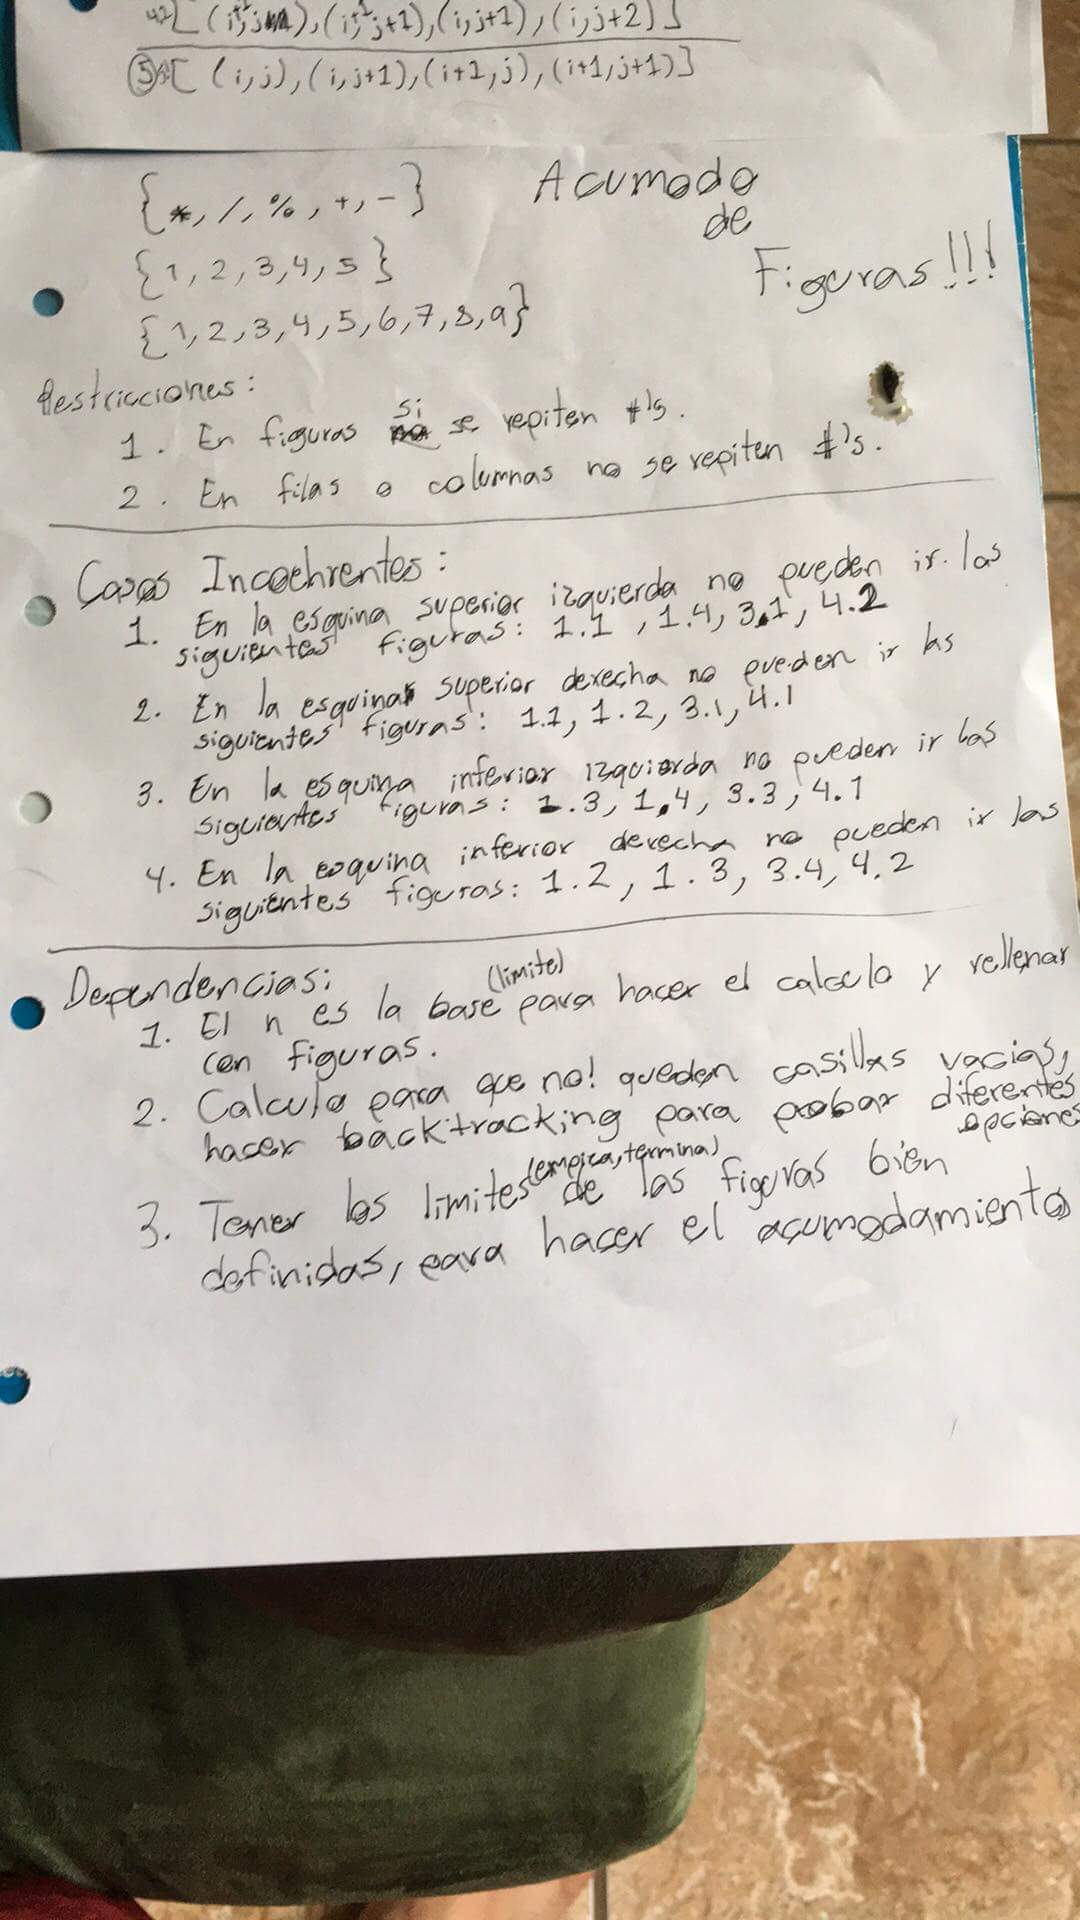 4.2[(i+1,j), (i+1,j+1), (i,j+1), (i,j+2)]
⑤[ (i,j), (i,j+1), (i+1,j), (i+1,j+1)]
{*, /, %, +, -}
Acumodo
de
Figuras!!!
{1, 2, 3, 4, 5}
{1, 2, 3, 4, 5, 6, 7, 8, 9}
Restricciones:
1. En figuras si se repiten #'s.
2. En filas o columnas no se repiten #'s.
Casos Incoehrentes:
1. En la esquina superior izquierda no pueden ir las
siguientes figuras: 1.1, 1.4, 3.1, 4.2
2. En la esquina superior derecha no pueden ir las
siguientes figuras: 1.1, 1.2, 3.1, 4.1
3. En la esquina inferior izquierda no pueden ir las
siguientes figuras: 1.3, 1.4, 3.3, 4.1
4. En la esquina inferior derecha no pueden ir las
siguientes figuras: 1.2, 1.3, 3.4, 4.2
Dependencias:
(limite)
1. El n es la base para hacer el calculo y rellenar
con figuras.
2. Calculo para que no! queden casillas vacias,
hacer backtracking para probar diferentes
opciones
(empieza, termina)
3. Tener los limites de las figuras bien
definidas, para hacer el acumodamiento